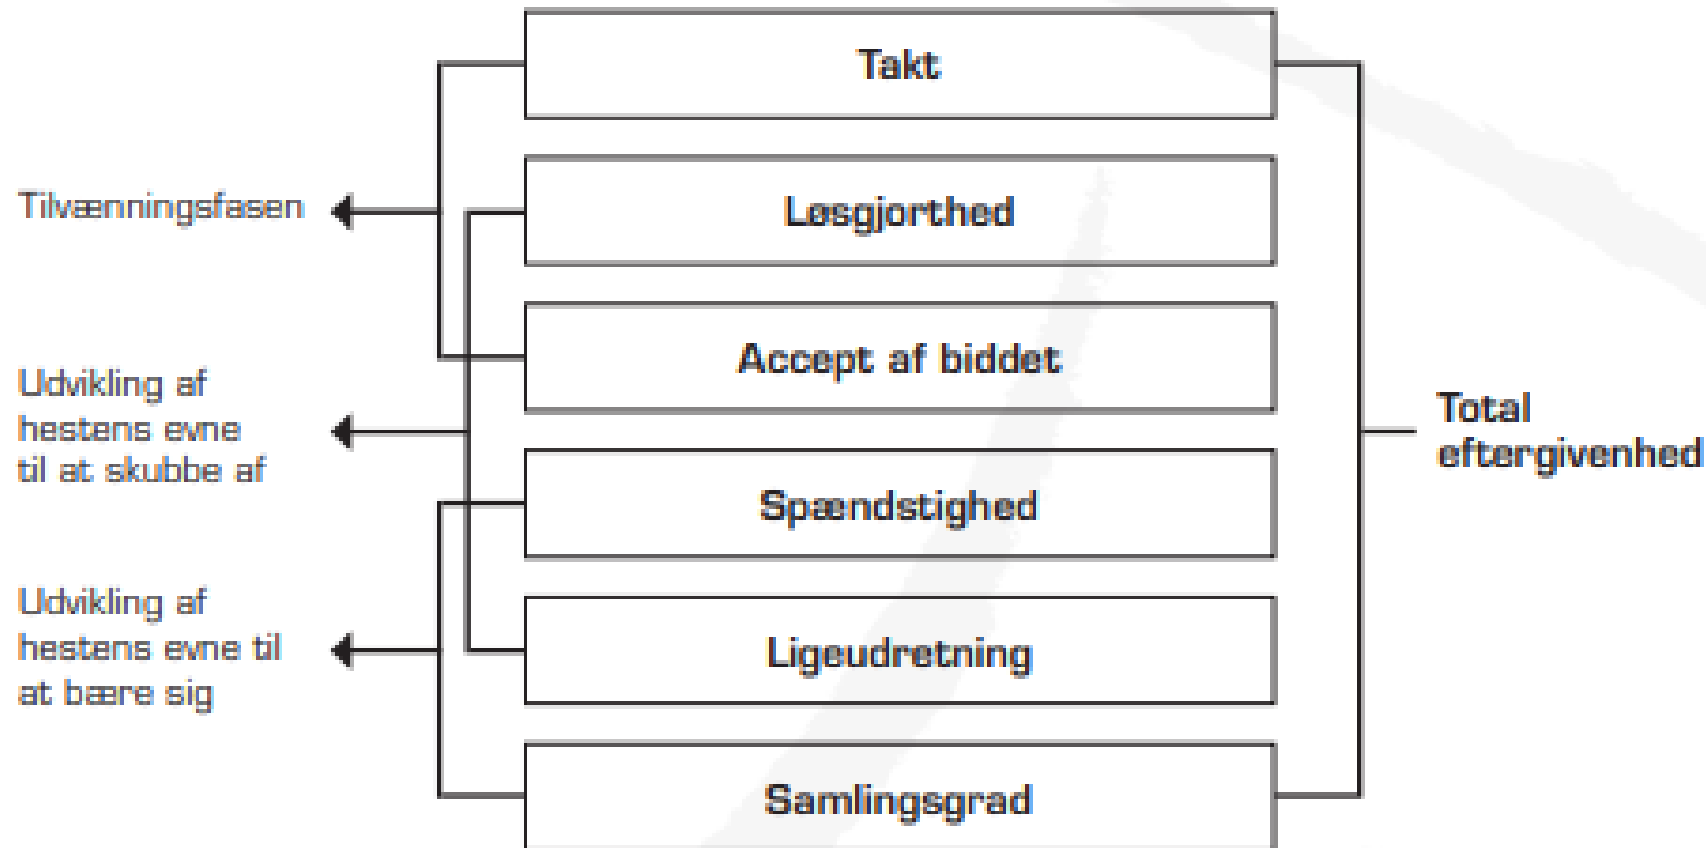 Takt
Tilvænningsfasen
Løsgjorthed
Accept af biddet
Udvikling af
hestens evne
til at skubbe af
Total
eftergivenhed
Spændstighed
Udvikling af
hestens evne til
at bære sig
Ligeudretning
Samlingsgrad